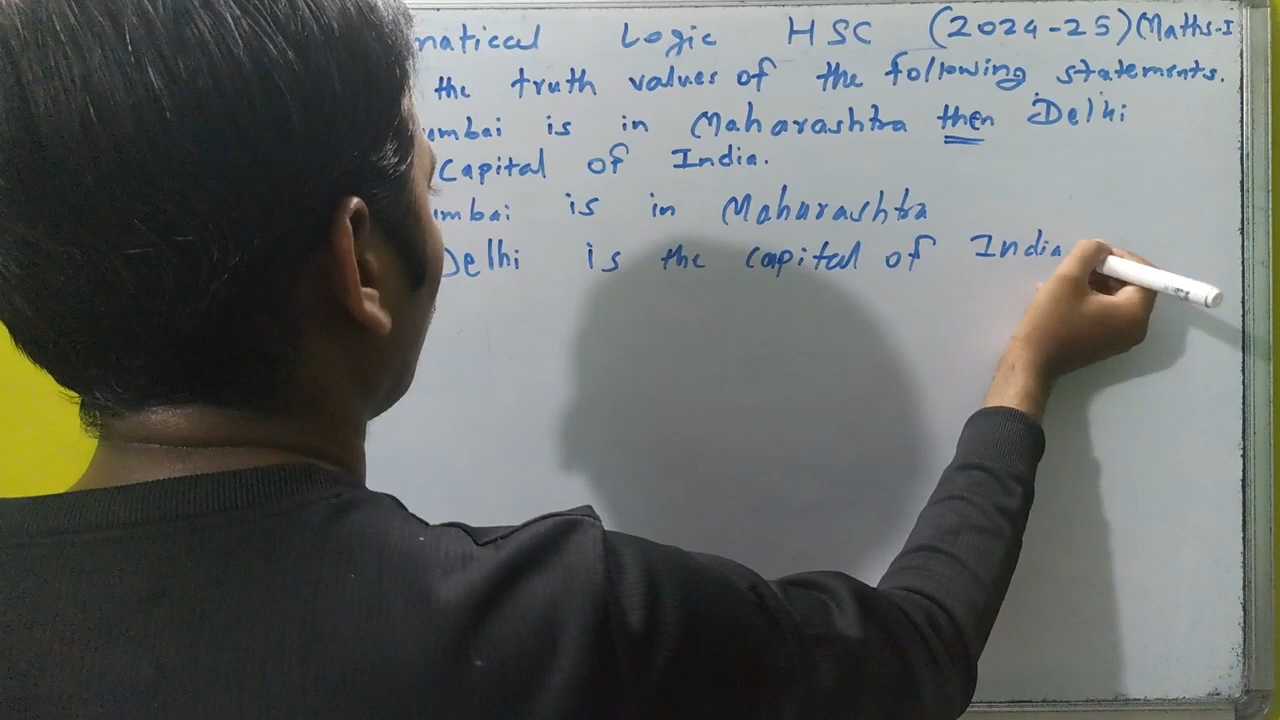 matical Logic HSC (2024-25) (Maths-I
the truth values of the following statements.
umbai is in Maharashtra then Delhi
Capital of India.
mbai is in Maharashtra
Delhi is the capital of India